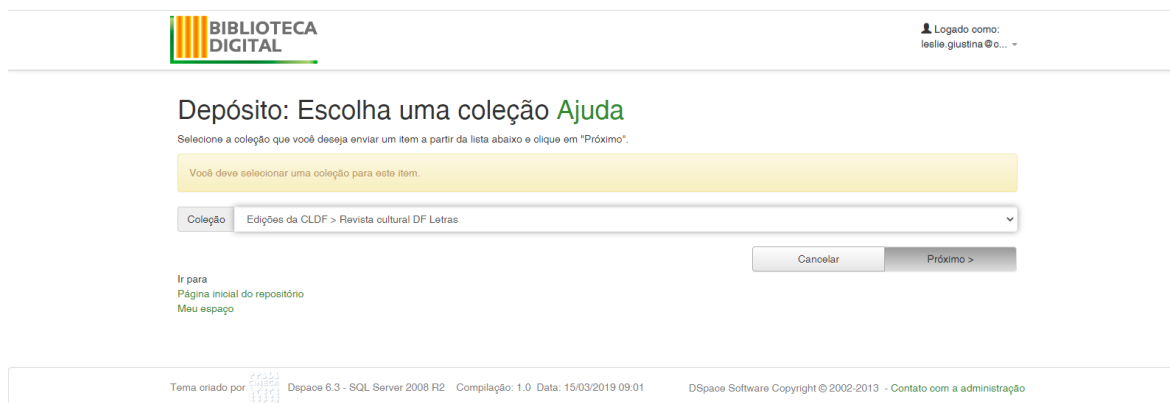 BIBLIOTECA
DIGITAL
Logado como:
leslie.giustina@c...
Depósito: Escolha uma coleção Ajuda
Selecione a coleção que você deseja enviar um item a partir da lista abaixo e clique em "Próximo".
Você deve selecionar uma coleção para este item.
Coleção Edições da CLDF > Revista cultural DF Letras
Cancelar Próximo >
Ir para
Página inicial do repositório
Meu espaço
Tema criado por CINECA Dspace 6.3 - SQL Server 2008 R2 Compilação: 1.0 Data: 15/03/2019 09:01 DSpace Software Copyright © 2002-2013 - Contato com a administração